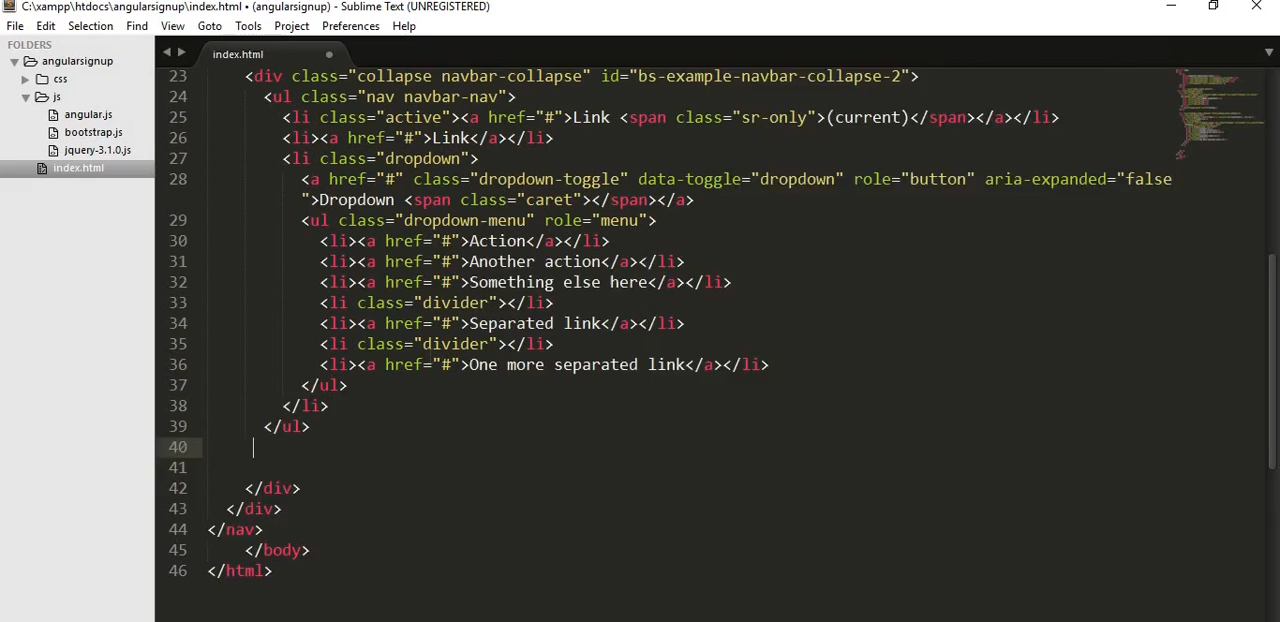 C:\xampp\htdocs\angularsignup\index.html • (angularsignup) - Sublime Text (UNREGISTERED)
File Edit Selection Find View Goto Tools Project Preferences Help
FOLDERS
angularsignup
css
js
angular.js
bootstrap.js
jquery-3.1.0.js
index.html
index.html
23 <div class="collapse navbar-collapse" id="bs-example-navbar-collapse-2">
24 <ul class="nav navbar-nav">
25 <li class="active"><a href="#">Link <span class="sr-only">(current)</span></a></li>
26 <li><a href="#">Link</a></li>
27 <li class="dropdown">
28 <a href="#" class="dropdown-toggle" data-toggle="dropdown" role="button" aria-expanded="false
">Dropdown <span class="caret"></span></a>
29 <ul class="dropdown-menu" role="menu">
30 <li><a href="#">Action</a></li>
31 <li><a href="#">Another action</a></li>
32 <li><a href="#">Something else here</a></li>
33 <li class="divider"></li>
34 <li><a href="#">Separated link</a></li>
35 <li class="divider"></li>
36 <li><a href="#">One more separated link</a></li>
37 </ul>
38 </li>
39 </ul>
40
41
42 </div>
43 </div>
44 </nav>
45 </body>
46 </html>